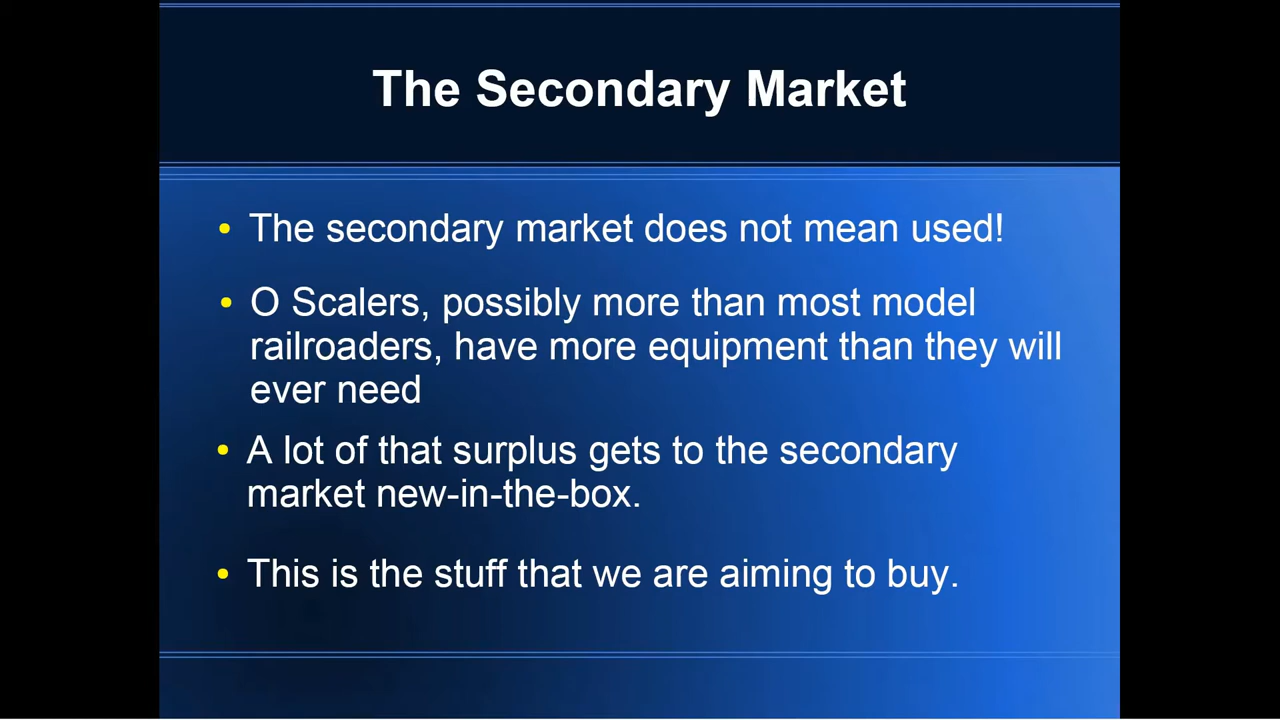 The Secondary Market
• The secondary market does not mean used!
• O Scalers, possibly more than most model
railroaders, have more equipment than they will
ever need
• A lot of that surplus gets to the secondary
market new-in-the-box.
• This is the stuff that we are aiming to buy.